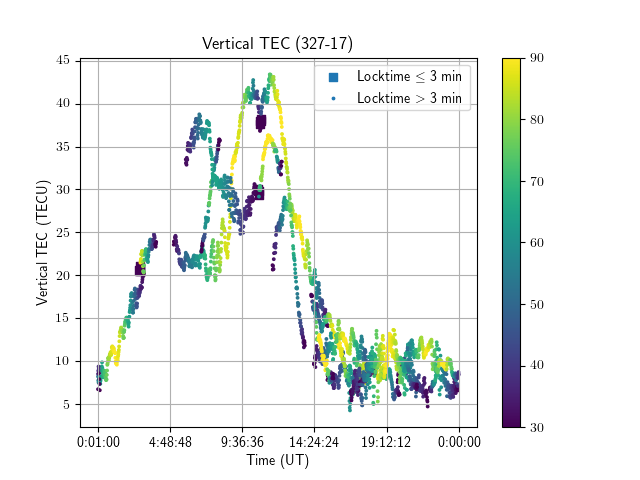 Vertical TEC (327-17)
Locktime ≤ 3 min
Locktime > 3 min
Vertical TEC (TECU)
45
40
35
30
25
20
15
10
5
0:01:00 4:48:48 9:36:36 14:24:24 19:12:12 0:00:00
Time (UT)
90
80
70
60
50
40
30